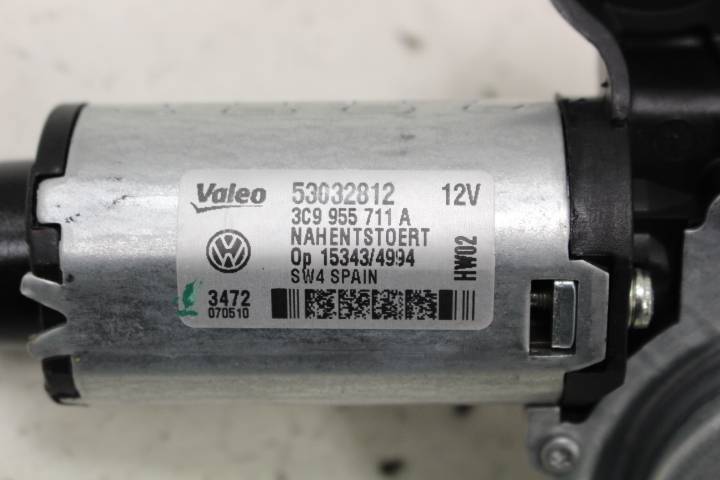 Valeo 53032812 12V
3C9 955 711 A
NAHENTSTOERT
Op 15343/4994
SW4 SPAIN
HW02
3472
070510